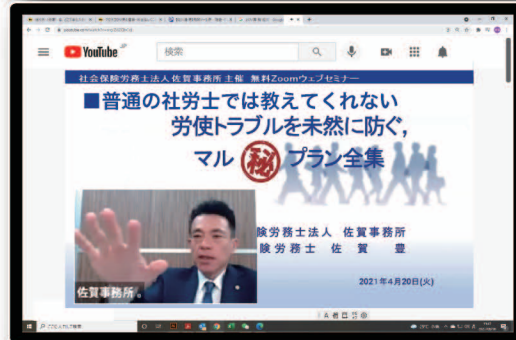 YouTube JP
検索
社会保険労務士法人佐賀事務所 主催 無料Zoomウェブセミナー
■普通の社労士では教えてくれない
労使トラブルを未然に防ぐ,
マル 秘 プラン全集
険労務士法人 佐賀事務所
険労務士 佐賀 豊
佐賀事務所
2021年4月20日(火)